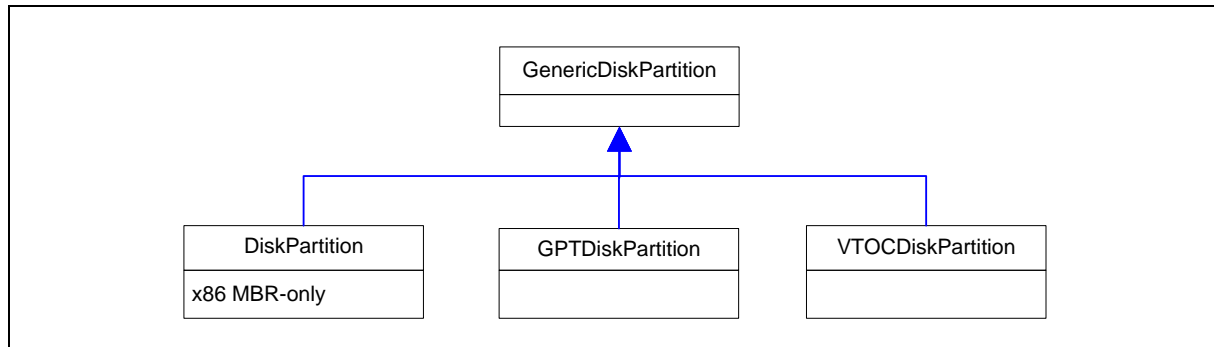 GenericDiskPartition
DiskPartition
GPTDiskPartition
VTOCDiskPartition
x86 MBR-only